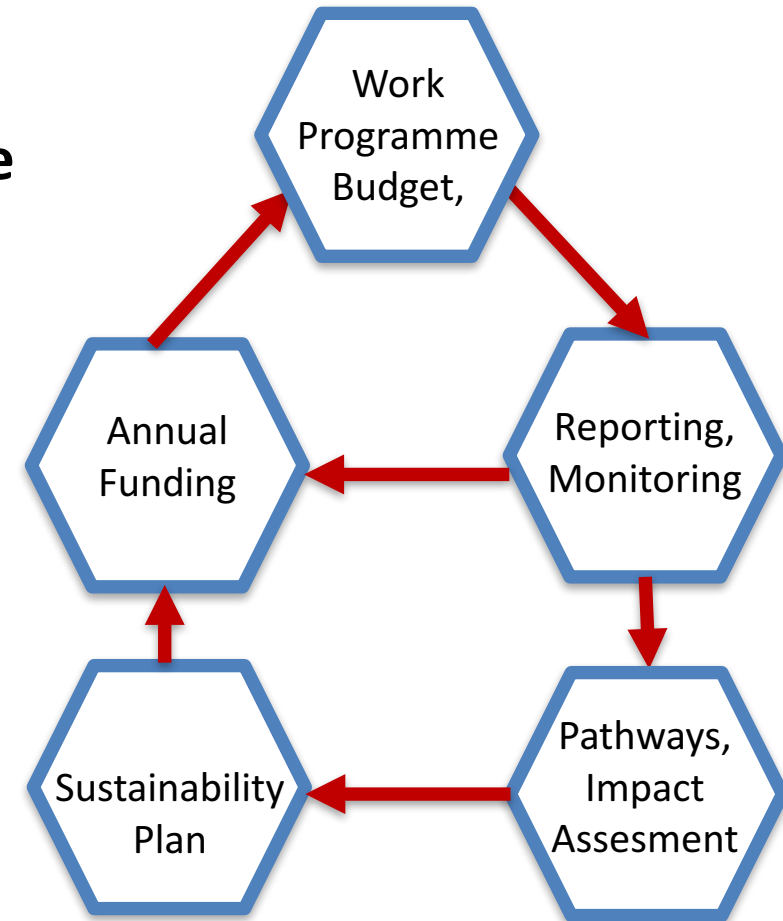 Work
Programme
Budget,
e
Annual
Funding
Reporting,
Monitoring
Sustainability
Plan
Pathways,
Impact
Assesment